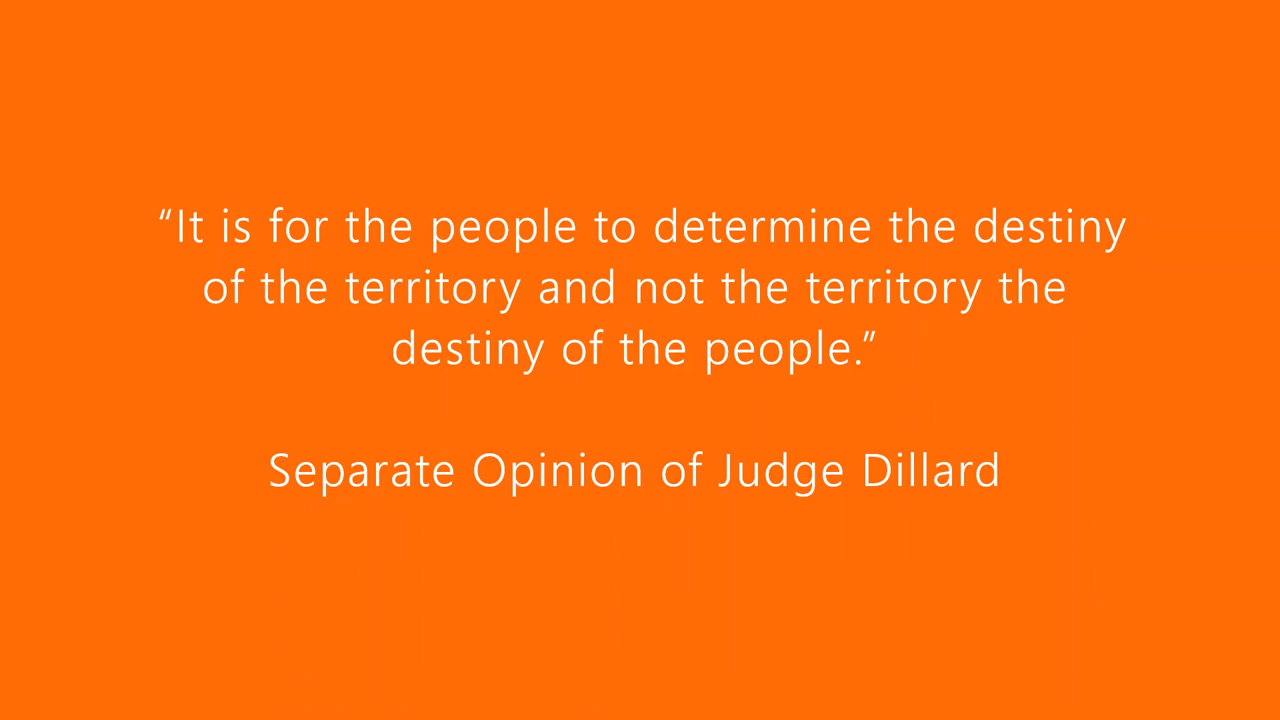 “It is for the people to determine the destiny
of the territory and not the territory the
destiny of the people.”
Separate Opinion of Judge Dillard